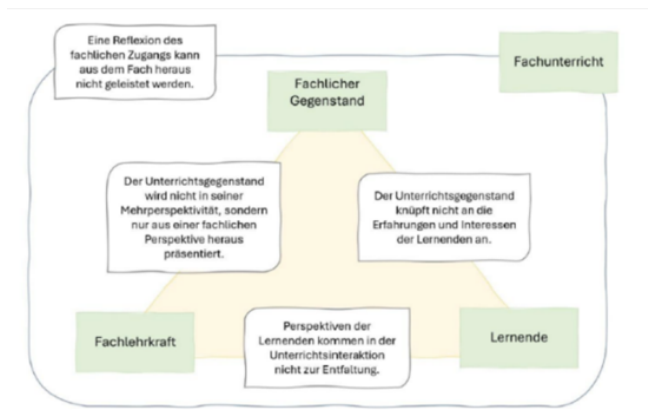 Eine Reflexion des
fachlichen Zugangs kann
aus dem Fach heraus
nicht geleistet werden.
Fachunterricht
Fachlicher
Gegenstand
Der Unterrichtsgegenstand
wird nicht in seiner
Mehrperspektivität, sondern
nur aus einer fachlichen
Perspektive heraus
präsentiert.
Der Unterrichtsgegenstand
knüpft nicht an die
Erfahrungen und Interessen
der Lernenden an.
Fachlehrkraft
Perspektiven der
Lernenden kommen in der
Unterrichtsinteraktion
nicht zur Entfaltung.
Lernende